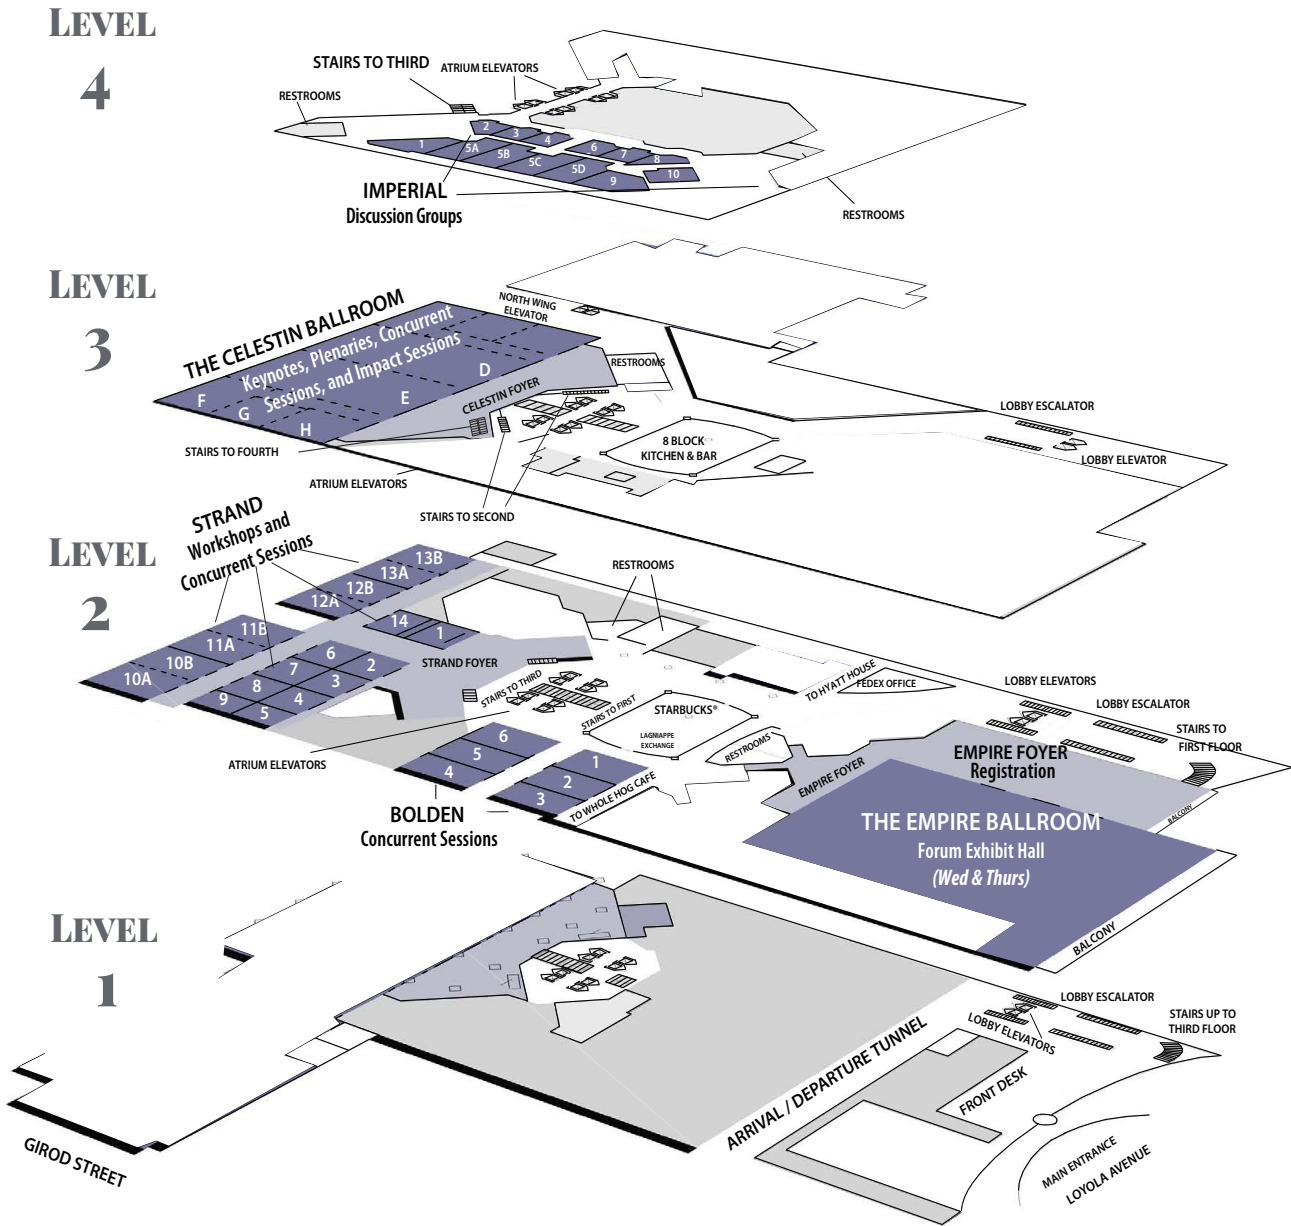 LEVEL
4
STAIRS TO THIRD
ATRIUM ELEVATORS
RESTROOMS
2
3
4
1
5A
5B
5C
5D
6
7
8
9
10
IMPERIAL
Discussion Groups
RESTROOMS
LEVEL
3
THE CELESTIN BALLROOM
Keynotes, Plenaries, Concurrent
Sessions, and Impact Sessions
F
G
H
E
D
NORTH WING
ELEVATOR
RESTROOMS
CELESTIN FOYER
8 BLOCK
KITCHEN & BAR
LOBBY ESCALATOR
LOBBY ELEVATOR
STAIRS TO FOURTH
ATRIUM ELEVATORS
STAIRS TO SECOND
LEVEL
2
STRAND
Workshops and
Concurrent Sessions
13B
13A
12B
12A
14
1
11B
11A
10B
10A
6
7
8
9
2
3
4
5
STRAND FOYER
RESTROOMS
STAIRS TO THIRD
STAIRS TO FIRST
STARBUCKS®
LAGNIAPPE
EXCHANGE
TO HYATT HOUSE
FEDEX OFFICE
LOBBY ELEVATORS
LOBBY ESCALATOR
STAIRS TO
FIRST FLOOR
RESTROOMS
EMPIRE FOYER
EMPIRE FOYER
Registration
BALCONY
ATRIUM ELEVATORS
6
5
4
1
2
3
TO WHOLE HOG CAFE
BOLDEN
Concurrent Sessions
THE EMPIRE BALLROOM
Forum Exhibit Hall
(Wed & Thurs)
BALCONY
LEVEL
1
LOBBY ESCALATOR
LOBBY ELEVATORS
STAIRS UP TO
THIRD FLOOR
ARRIVAL / DEPARTURE TUNNEL
FRONT DESK
MAIN ENTRANCE
LOYOLA AVENUE
GIROD STREET